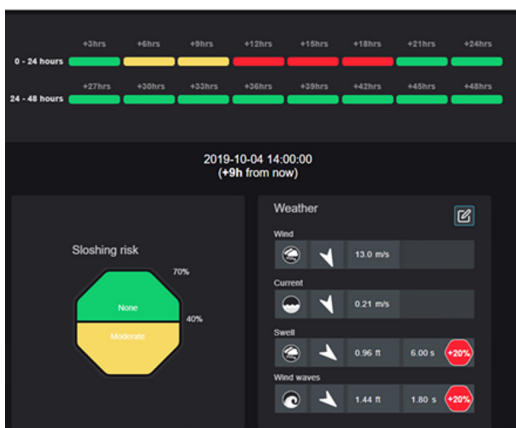 +3hrs +6hrs +9hrs +12hrs +15hrs +18hrs +21hrs +24hrs
0 - 24 hours
+27hrs +30hrs +33hrs +36hrs +39hrs +42hrs +45hrs +48hrs
24 - 48 hours
2019-10-04 14:00:00
(+9h from now)
Sloshing risk
70%
None
40%
Moderate
Weather
Wind
13.0 m/s
Current
0.21 m/s
Swell
0.96 ft 6.00 s +20%
Wind waves
1.44 ft 1.80 s +20%